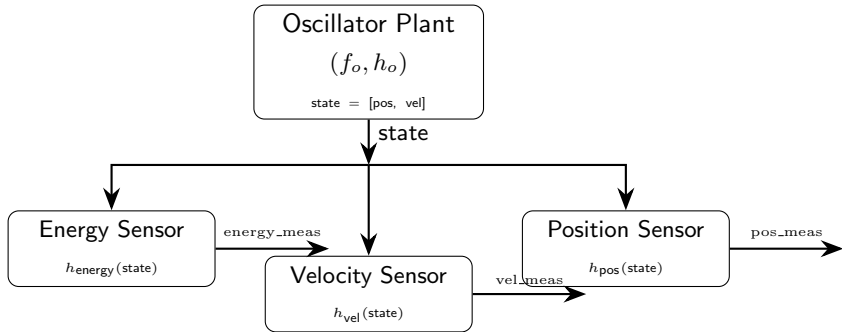 Oscillator Plant
(f_o, h_o)
state = [pos, vel]
state
Energy Sensor
h_energy(state)
energy_meas
Velocity Sensor
h_vel(state)
vel_meas
Position Sensor
h_pos(state)
pos_meas